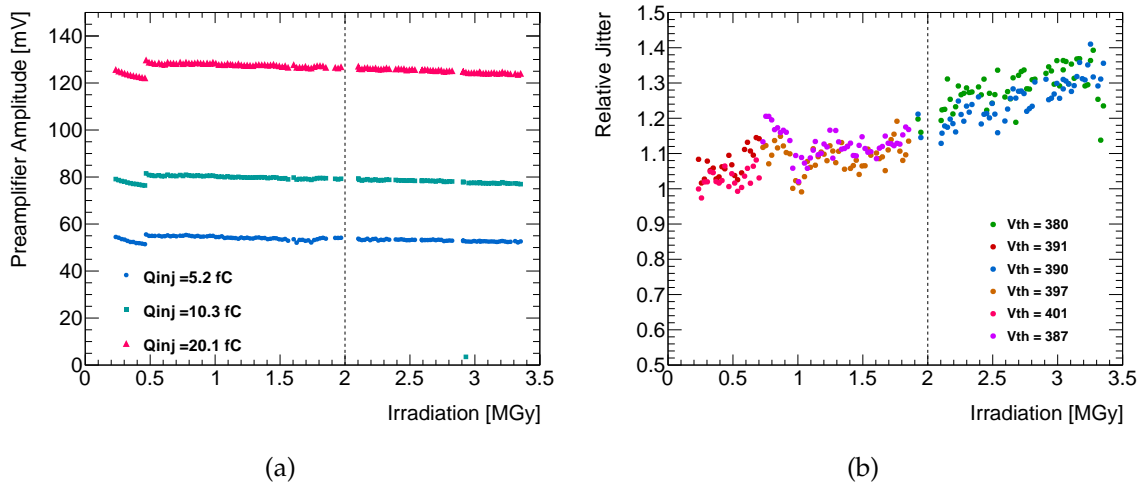 Preamplifier Amplitude [mV]
140
120
100
80
60
40
20
0
Qinj =5.2 fC
Qinj =10.3 fC
Qinj =20.1 fC
0 0.5 1 1.5 2 2.5 3 3.5
Irradiation [MGy]
(a)
Relative Jitter
1.5
1.4
1.3
1.2
1.1
1
0.9
0.8
0.7
0.6
0.5
Vth = 380
Vth = 391
Vth = 390
Vth = 397
Vth = 401
Vth = 387
0 0.5 1 1.5 2 2.5 3 3.5
Irradiation [MGy]
(b)